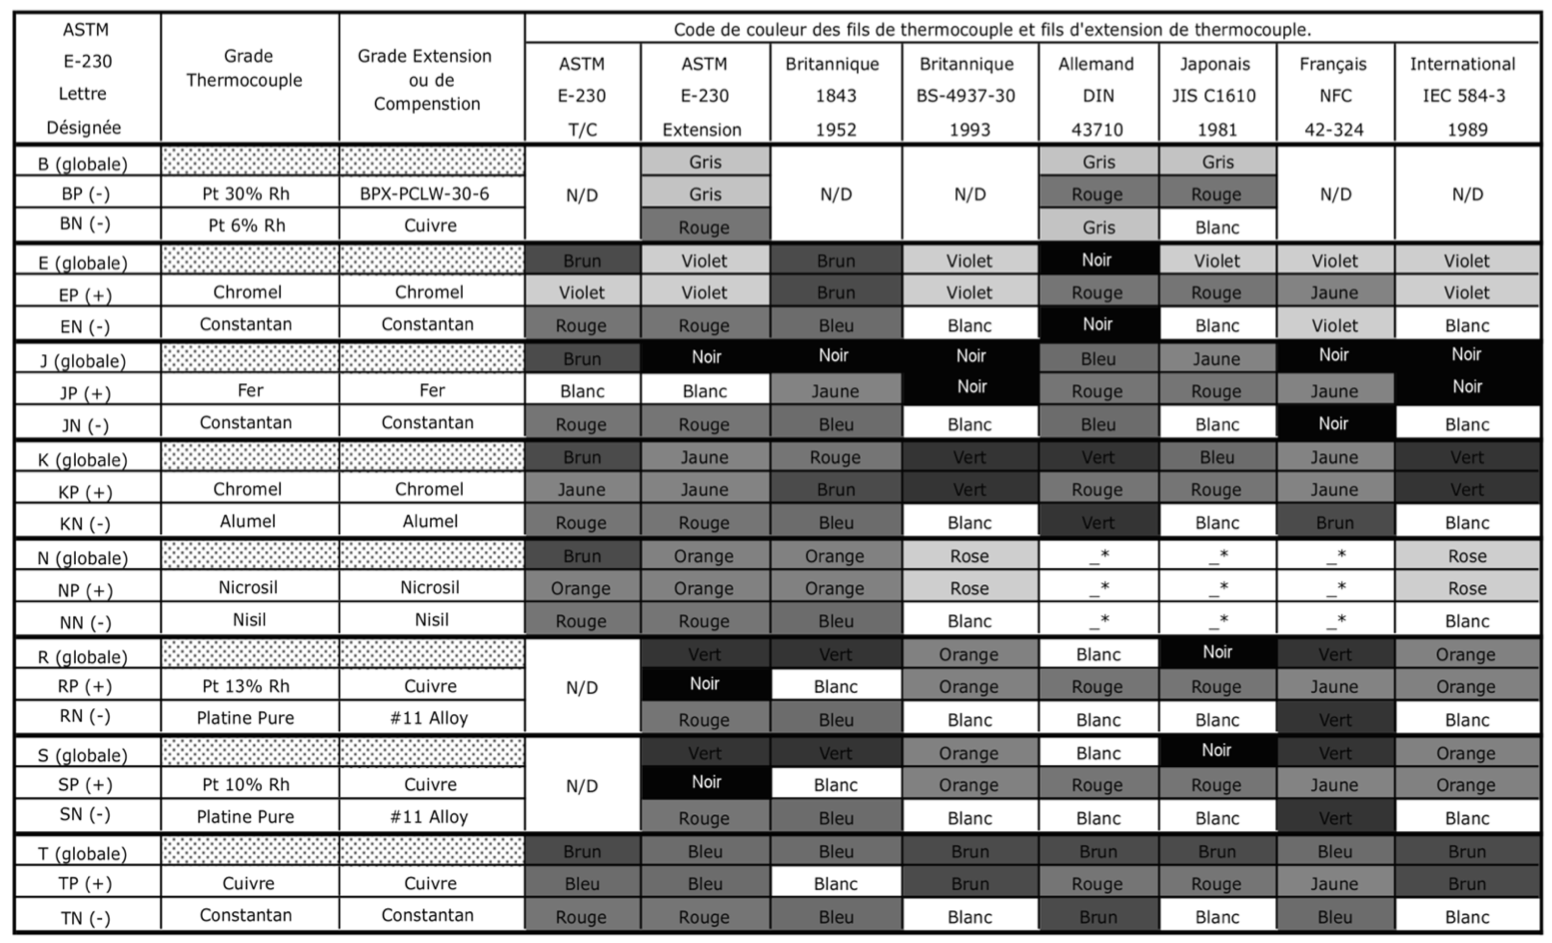 ASTM
E-230
Lettre
Désignée
Grade
Thermocouple
Grade Extension
ou de
Compenstion
Code de couleur des fils de thermocouple et fils d'extension de thermocouple.
ASTM E-230 T/C
ASTM E-230 Extension
Britannique 1843 1952
Britannique BS-4937-30 1993
Allemand DIN 43710
Japonais JIS C1610 1981
Français NFC 42-324
International IEC 584-3 1989
B (globale) Gris Gris Gris
BP (-) Pt 30% Rh BPX-PCLW-30-6 N/D Gris N/D N/D Rouge Rouge N/D N/D
BN (-) Pt 6% Rh Cuivre Rouge Gris Blanc
E (globale) Brun Violet Brun Violet Noir Violet Violet Violet
EP (+) Chromel Chromel Violet Violet Brun Violet Rouge Rouge Jaune Violet
EN (-) Constantan Constantan Rouge Rouge Bleu Blanc Noir Blanc Violet Blanc
J (globale) Brun Noir Noir Noir Bleu Jaune Noir Noir
JP (+) Fer Fer Blanc Blanc Jaune Noir Rouge Rouge Jaune Noir
JN (-) Constantan Constantan Rouge Rouge Bleu Blanc Bleu Blanc Noir Blanc
K (globale) Brun Jaune Rouge Vert Vert Bleu Jaune Vert
KP (+) Chromel Chromel Jaune Jaune Brun Vert Rouge Rouge Jaune Vert
KN (-) Alumel Alumel Rouge Rouge Bleu Blanc Vert Blanc Brun Blanc
N (globale) Brun Orange Orange Rose _* _* _* Rose
NP (+) Nicrosil Nicrosil Orange Orange Orange Rose _* _* _* Rose
NN (-) Nisil Nisil Rouge Rouge Bleu Blanc _* _* _* Blanc
R (globale) Vert Vert Orange Blanc Noir Vert Orange
RP (+) Pt 13% Rh Cuivre N/D Noir Blanc Orange Rouge Rouge Jaune Orange
RN (-) Platine Pure #11 Alloy Rouge Bleu Blanc Blanc Blanc Vert Blanc
S (globale) Vert Vert Orange Blanc Noir Vert Orange
SP (+) Pt 10% Rh Cuivre N/D Noir Blanc Orange Rouge Rouge Jaune Orange
SN (-) Platine Pure #11 Alloy Rouge Bleu Blanc Blanc Blanc Vert Blanc
T (globale) Brun Bleu Bleu Brun Brun Brun Bleu Brun
TP (+) Cuivre Cuivre Bleu Bleu Blanc Brun Rouge Rouge Jaune Brun
TN (-) Constantan Constantan Rouge Rouge Bleu Blanc Brun Blanc Bleu Blanc